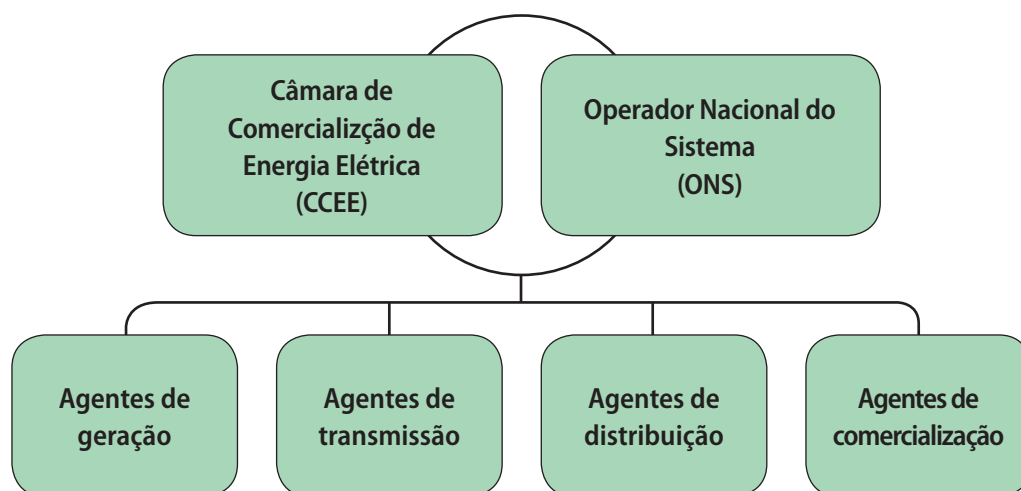 Câmara de
Comercializção de
Energia Elétrica
(CCEE)
Operador Nacional do
Sistema
(ONS)
Agentes de
geração
Agentes de
transmissão
Agentes de
distribuição
Agentes de
comercialização